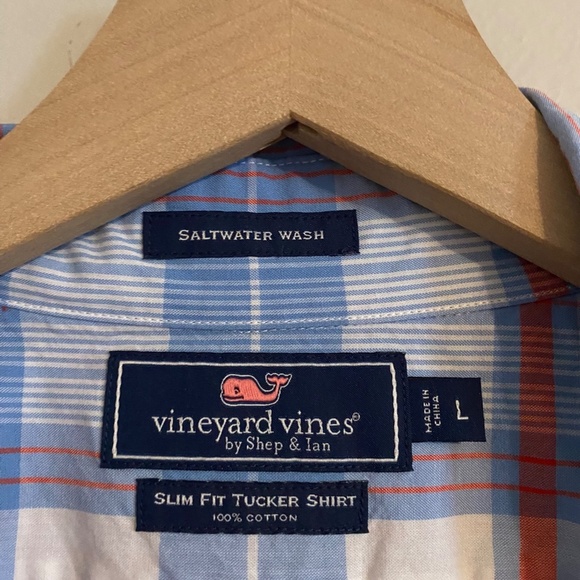 SALTWATER WASH
vineyard vines®
by Shep & Ian
MADE IN
CHINA
L
SLIM FIT TUCKER SHIRT
100% COTTON